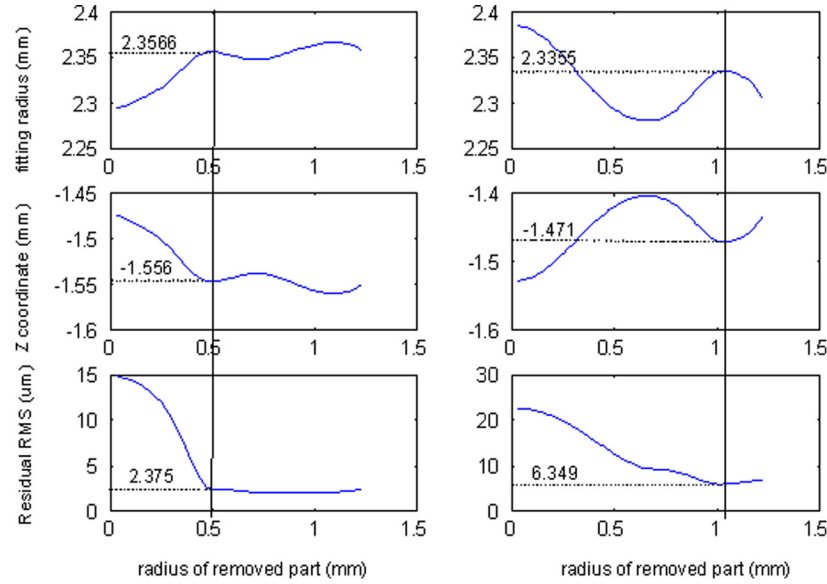 2.4 2.4
2.3566
2.35 2.35 2.3355
2.3 2.3
2.25 2.25
0 0.5 1 1.5 0 0.5 1 1.5
fitting radius (mm)
-1.45 -1.4
-1.5 -1.471
-1.556 -1.5
-1.55
-1.6 -1.6
0 0.5 1 1.5 0 0.5 1 1.5
Z coordinate (mm)
15 30
10 20
5 10
2.375 6.349
0 0
0 0.5 1 1.5 0 0.5 1 1.5
Residual RMS (um)
radius of removed part (mm) radius of removed part (mm)